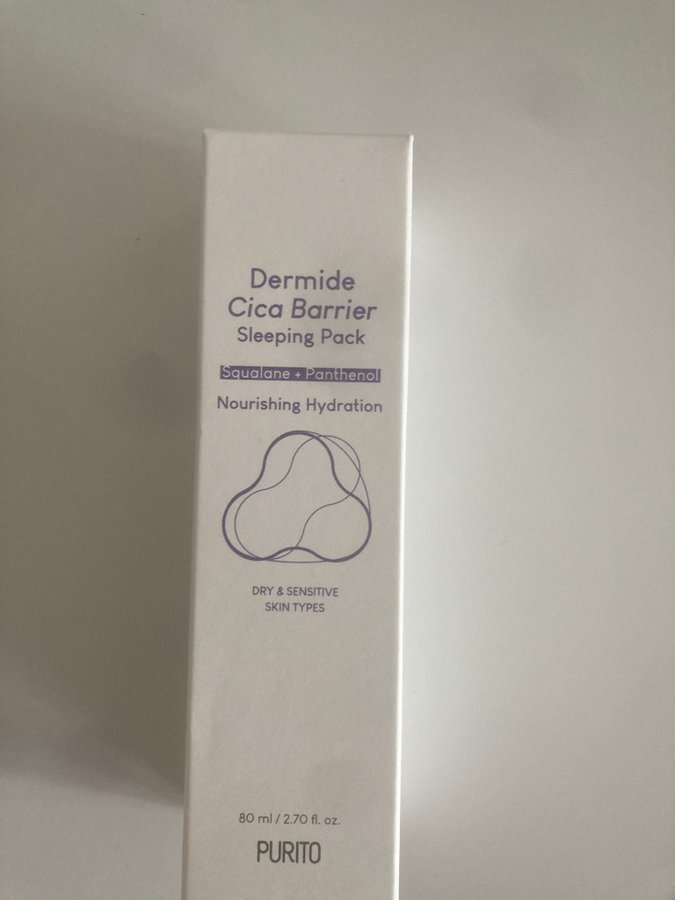 Dermide
Cica Barrier
Sleeping Pack
Squalane + Panthenol
Nourishing Hydration
DRY & SENSITIVE
SKIN TYPES
80 ml / 2.70 fl. oz.
PURITO